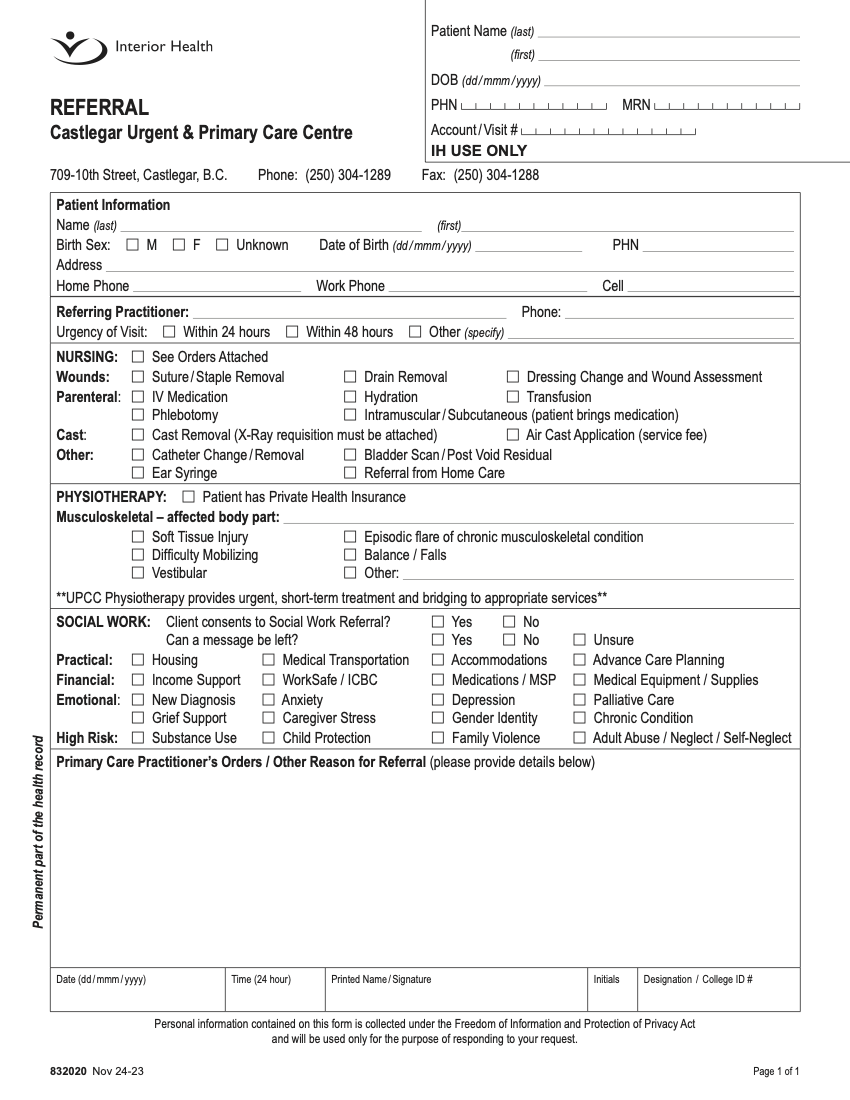 Interior Health
REFERRAL
Castlegar Urgent & Primary Care Centre
Patient Name (last)
(first)
DOB (dd/mmm/yyyy)
PHN MRN
Account/Visit #
IH USE ONLY
709-10th Street, Castlegar, B.C. Phone: (250) 304-1289 Fax: (250) 304-1288
Patient Information
Name (last) (first)
Birth Sex: ☐ M ☐ F ☐ Unknown Date of Birth (dd/mmm/yyyy) PHN
Address
Home Phone Work Phone Cell
Referring Practitioner: Phone:
Urgency of Visit: ☐ Within 24 hours ☐ Within 48 hours ☐ Other (specify)
NURSING: ☐ See Orders Attached
Wounds: ☐ Suture/Staple Removal ☐ Drain Removal ☐ Dressing Change and Wound Assessment
Parenteral: ☐ IV Medication ☐ Hydration ☐ Transfusion
☐ Phlebotomy ☐ Intramuscular/Subcutaneous (patient brings medication)
Cast: ☐ Cast Removal (X-Ray requisition must be attached) ☐ Air Cast Application (service fee)
Other: ☐ Catheter Change/Removal ☐ Bladder Scan/Post Void Residual
☐ Ear Syringe ☐ Referral from Home Care
PHYSIOTHERAPY: ☐ Patient has Private Health Insurance
Musculoskeletal – affected body part:
☐ Soft Tissue Injury ☐ Episodic flare of chronic musculoskeletal condition
☐ Difficulty Mobilizing ☐ Balance / Falls
☐ Vestibular ☐ Other:
**UPCC Physiotherapy provides urgent, short-term treatment and bridging to appropriate services**
SOCIAL WORK: Client consents to Social Work Referral? ☐ Yes ☐ No
Can a message be left? ☐ Yes ☐ No ☐ Unsure
Practical: ☐ Housing ☐ Medical Transportation ☐ Accommodations ☐ Advance Care Planning
Financial: ☐ Income Support ☐ WorkSafe / ICBC ☐ Medications / MSP ☐ Medical Equipment / Supplies
Emotional: ☐ New Diagnosis ☐ Anxiety ☐ Depression ☐ Palliative Care
☐ Grief Support ☐ Caregiver Stress ☐ Gender Identity ☐ Chronic Condition
High Risk: ☐ Substance Use ☐ Child Protection ☐ Family Violence ☐ Adult Abuse / Neglect / Self-Neglect
Primary Care Practitioner's Orders / Other Reason for Referral (please provide details below)
Permanent part of the health record
Date (dd/mmm/yyyy) Time (24 hour) Printed Name/Signature Initials Designation / College ID #
Personal information contained on this form is collected under the Freedom of Information and Protection of Privacy Act
and will be used only for the purpose of responding to your request.
832020 Nov 24-23 Page 1 of 1